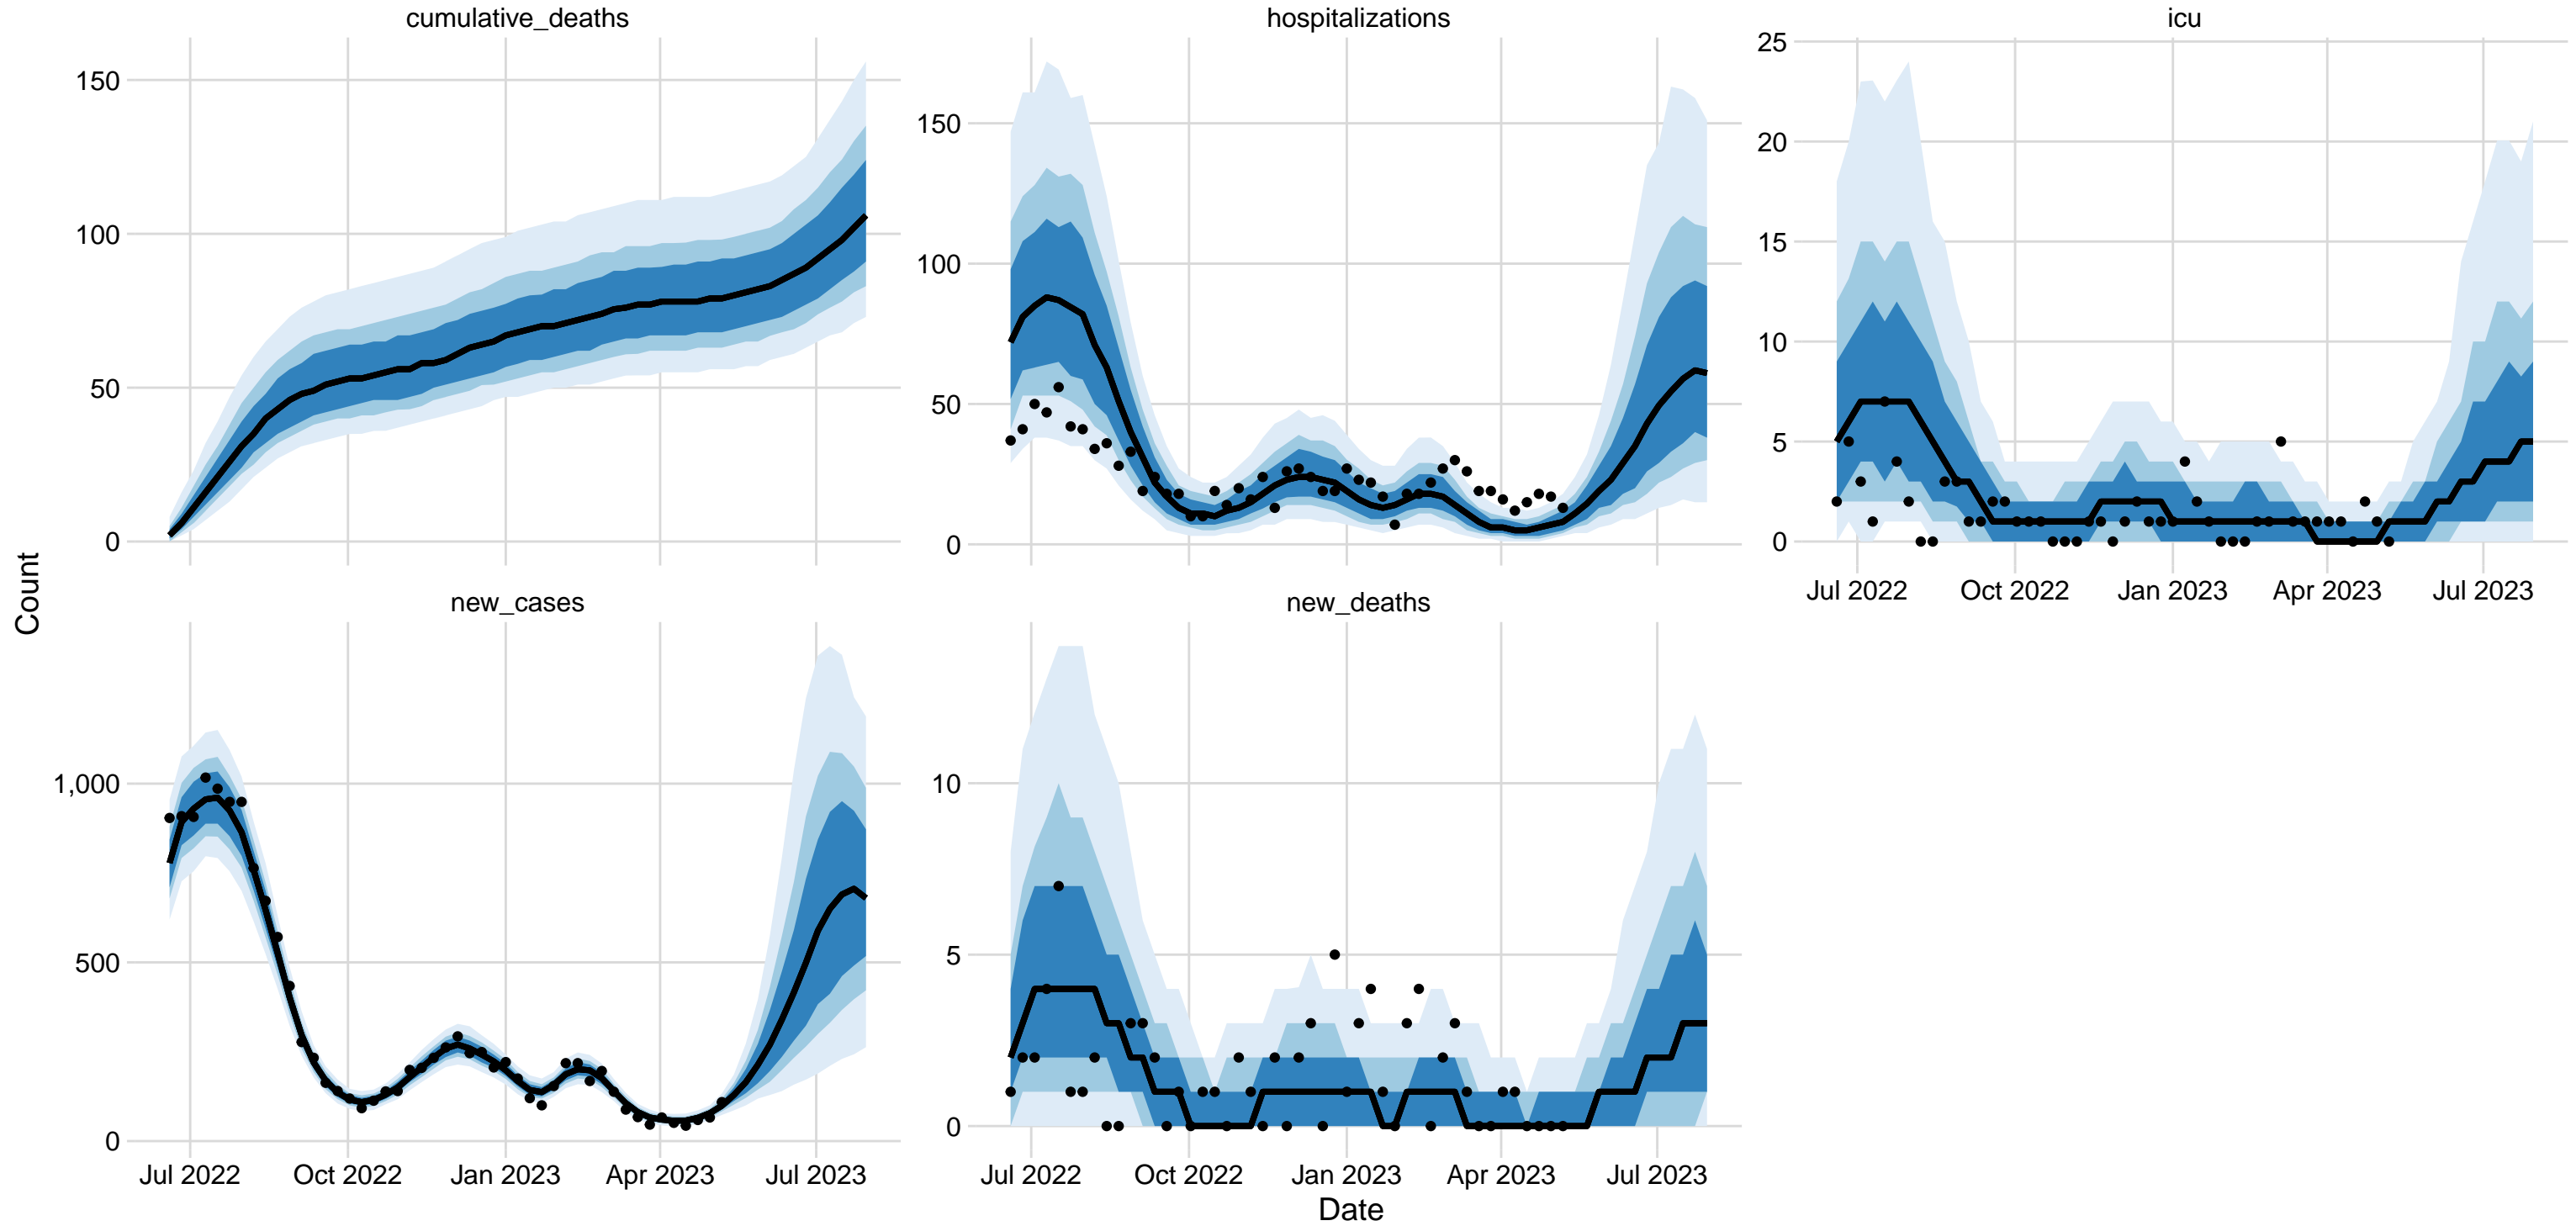 cumulative_deaths
hospitalizations
icu
150
100
50
0
150
100
50
0
25
20
15
10
5
0
Jul 2022
Oct 2022
Jan 2023
Apr 2023
Jul 2023
Count
new_cases
new_deaths
1,000
500
0
10
5
0
Jul 2022
Oct 2022
Jan 2023
Apr 2023
Jul 2023
Jul 2022
Oct 2022
Jan 2023
Apr 2023
Jul 2023
Date